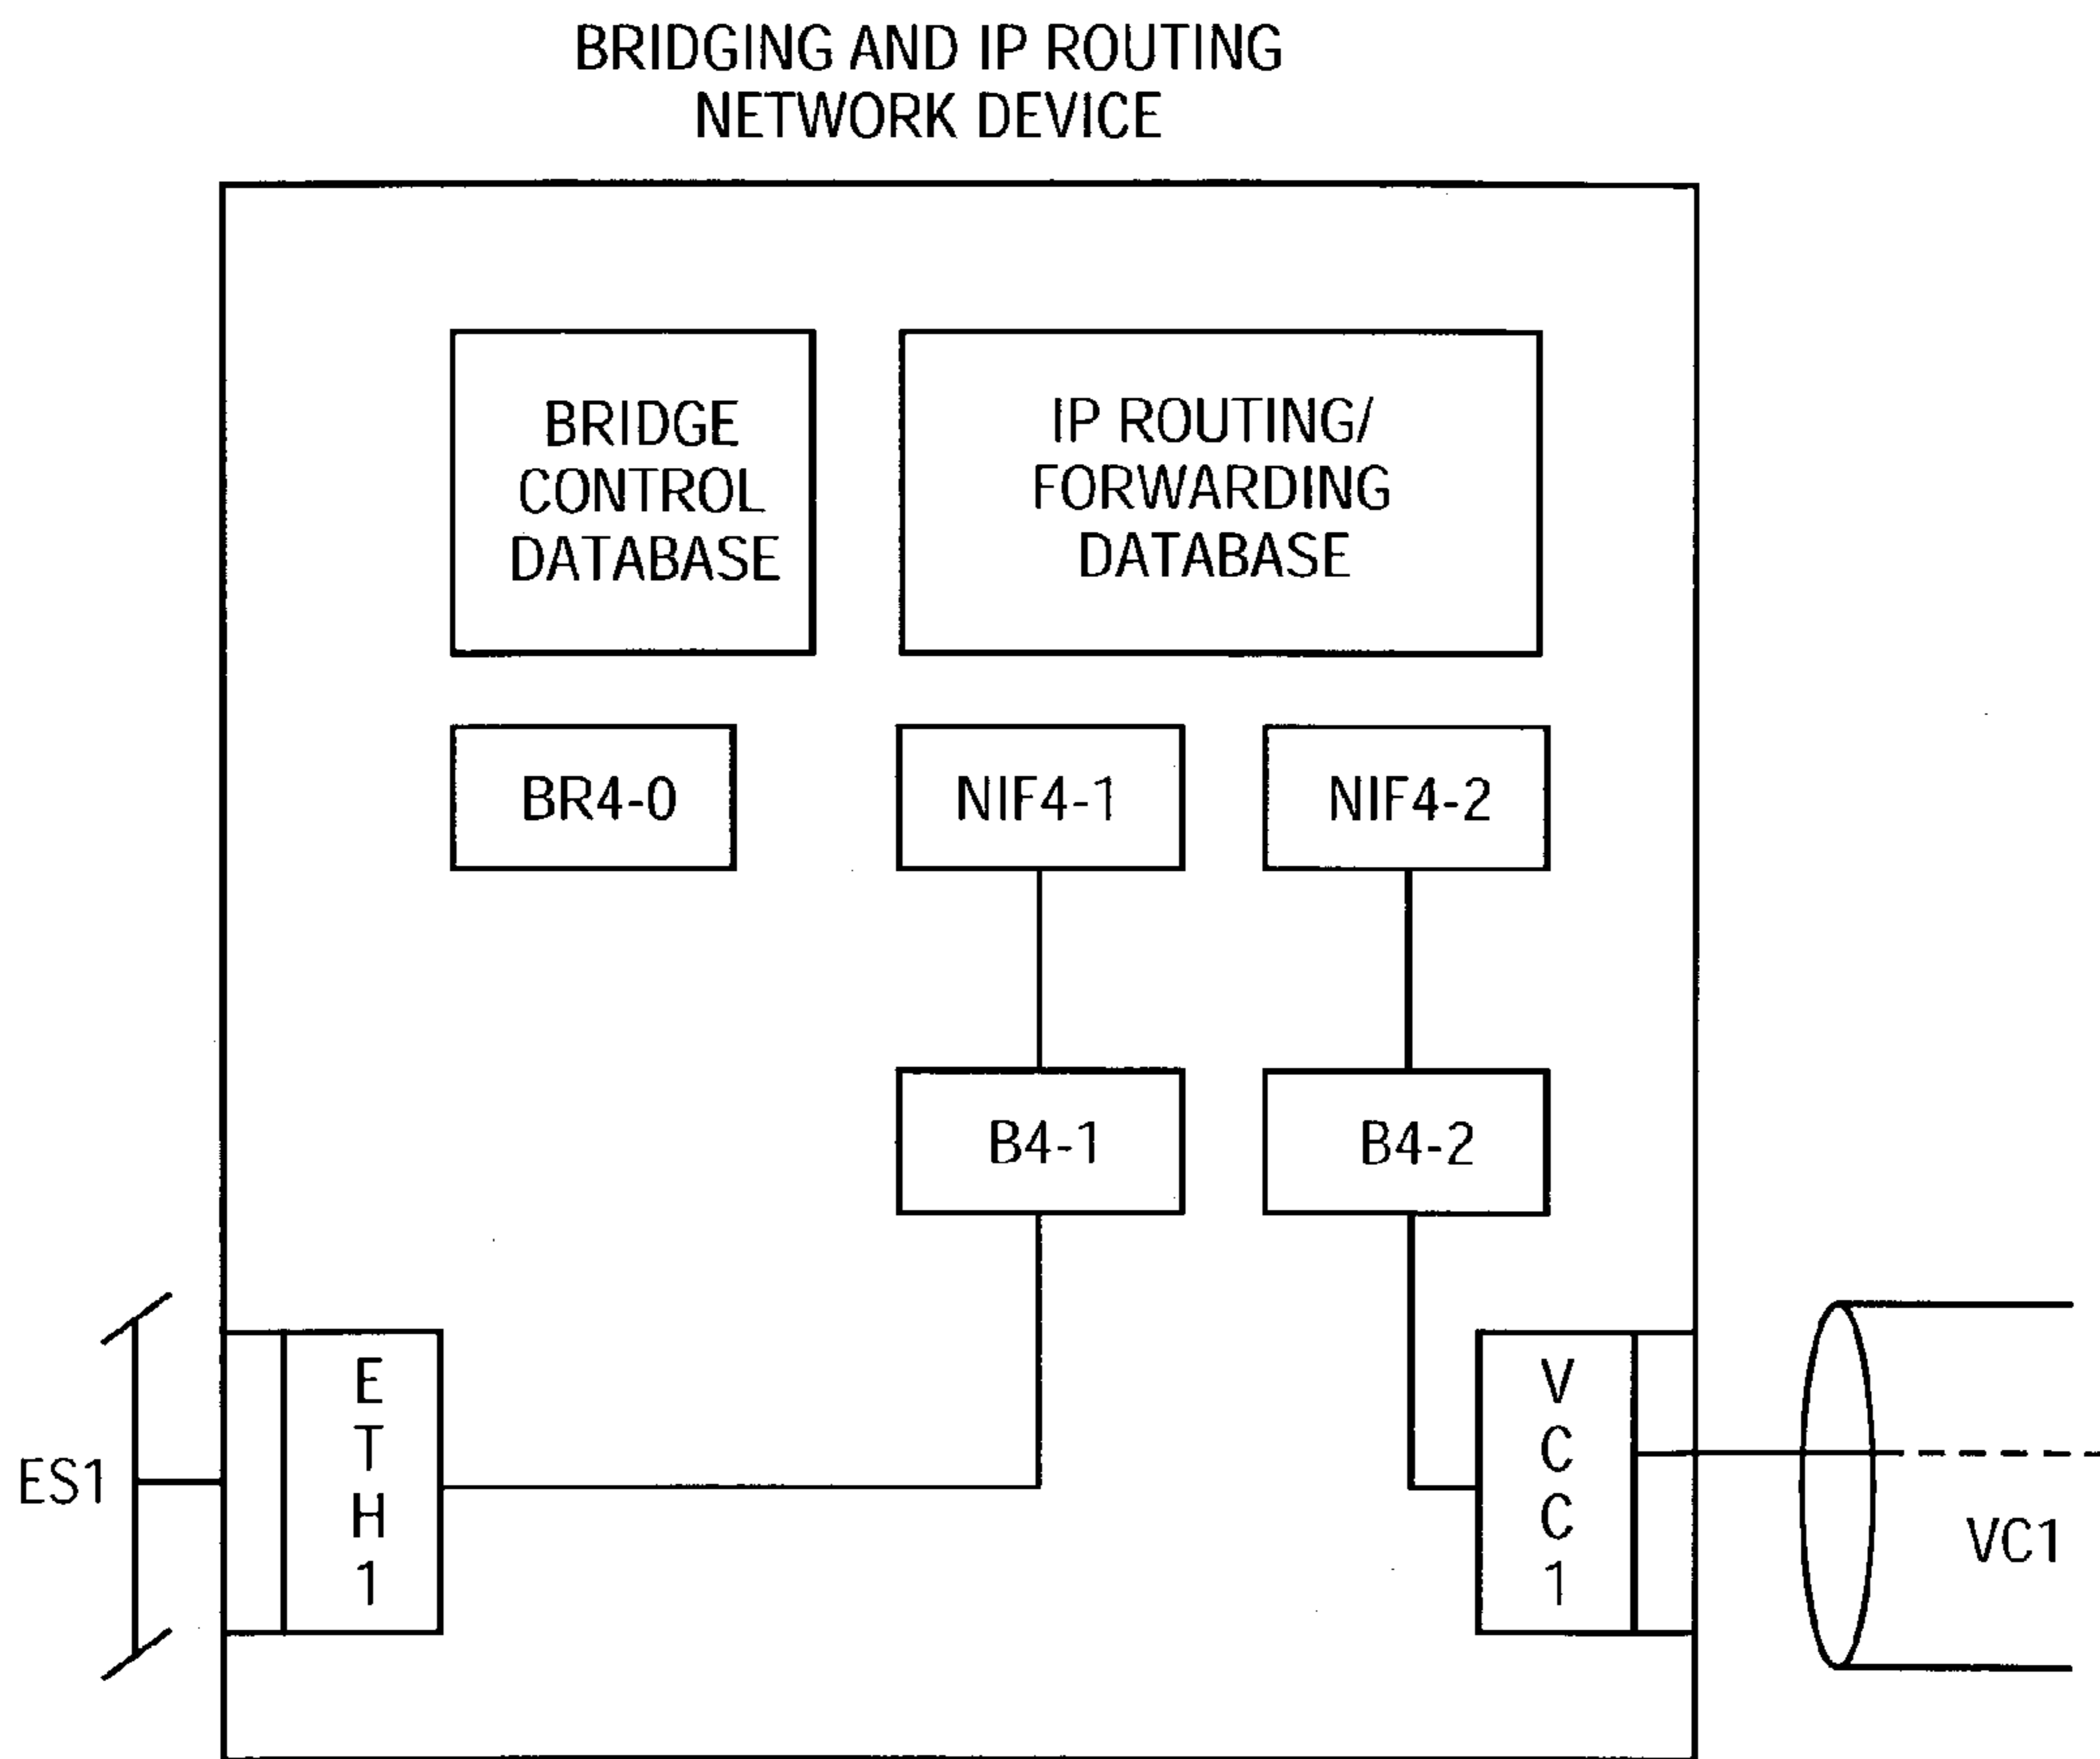 BRIDGING AND IP ROUTING
NETWORK DEVICE
BRIDGE
CONTROL
DATABASE
IP ROUTING/
FORWARDING
DATABASE
BR4-0
NIF4-1
NIF4-2
B4-1
B4-2
ES1
E
T
H
1
V
C
C
1
VC1